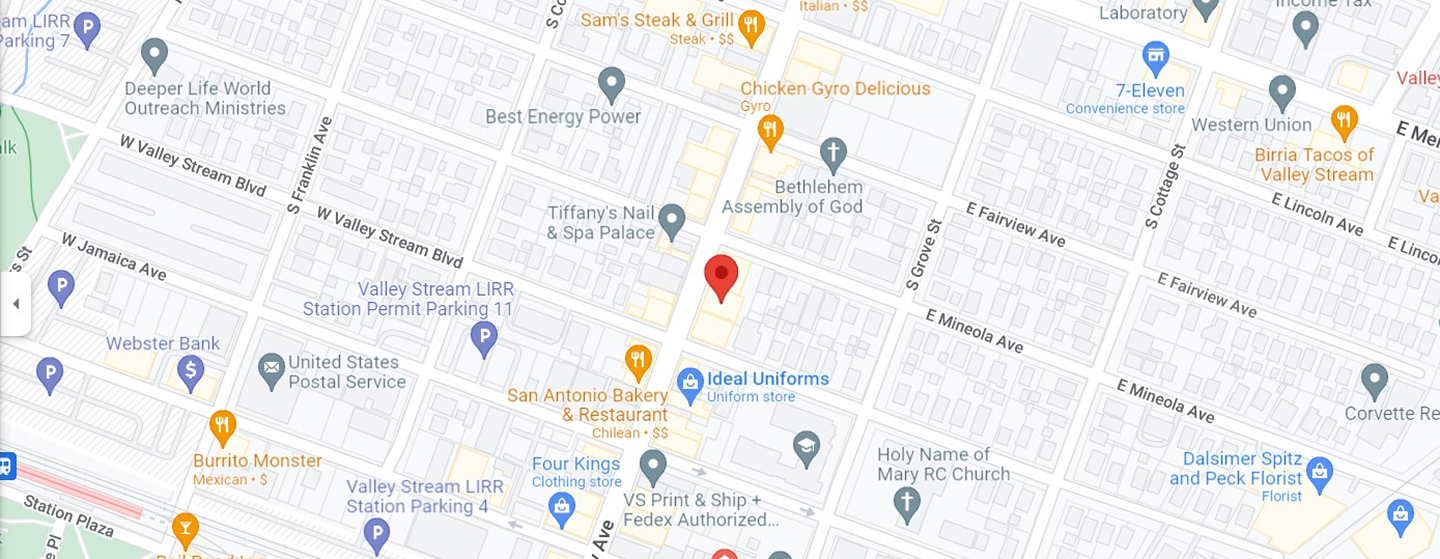 am LIRR
Parking 7
Deeper Life World
Outreach Ministries
S Co
Sam's Steak & Grill
Steak • $$
Italian • $$
Laboratory
Income Tax
Best Energy Power
Chicken Gyro Delicious
Gyro
7-Eleven
Convenience store
Western Union
Valley
E Mer
Birria Tacos of
Valley Stream
Va
alk
W Valley Stream Blvd
S Franklin Ave
W Valley Stream Blvd
Bethlehem
Assembly of God
S Cottage St
E Lincoln Ave
E Linco
Tiffany's Nail
& Spa Palace
E Fairview Ave
S Grove St
E Fairview Ave
W Jamaica Ave
s St
Valley Stream LIRR
Station Permit Parking 11
E Mineola Ave
E Mineola Ave
Webster Bank
United States
Postal Service
San Antonio Bakery
& Restaurant
Chilean • $$
Ideal Uniforms
Uniform store
Corvette Re
Burrito Monster
Mexican • $
Four Kings
Clothing store
Valley Stream LIRR
Station Parking 4
VS Print & Ship +
Fedex Authorized...
Holy Name of
Mary RC Church
Dalsimer Spitz
and Peck Florist
Florist
Station Plaza
e Pl
y Ave